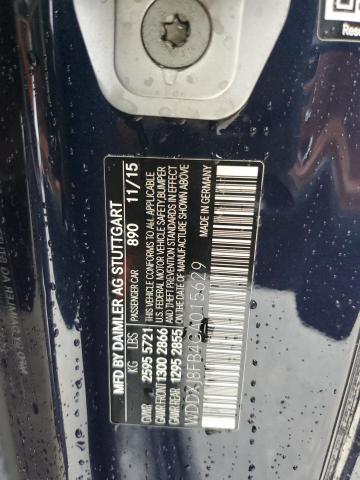 MFD BY DAIMLER AG STUTTGART
PASSENGER CAR 890 11/15
KG LBS THIS VEHICLE CONFORMS TO ALL APPLICABLE
GVWR 2595 5721 U.S. FEDERAL MOTOR VEHICLE SAFETY, BUMPER
GAWR FRONT 1300 2866 AND THEFT PREVENTION STANDARDS IN EFFECT
GAWR REAR 1295 2855 ON THE DATE OF MANUFACTURE SHOWN ABOVE
MADE IN GERMANY